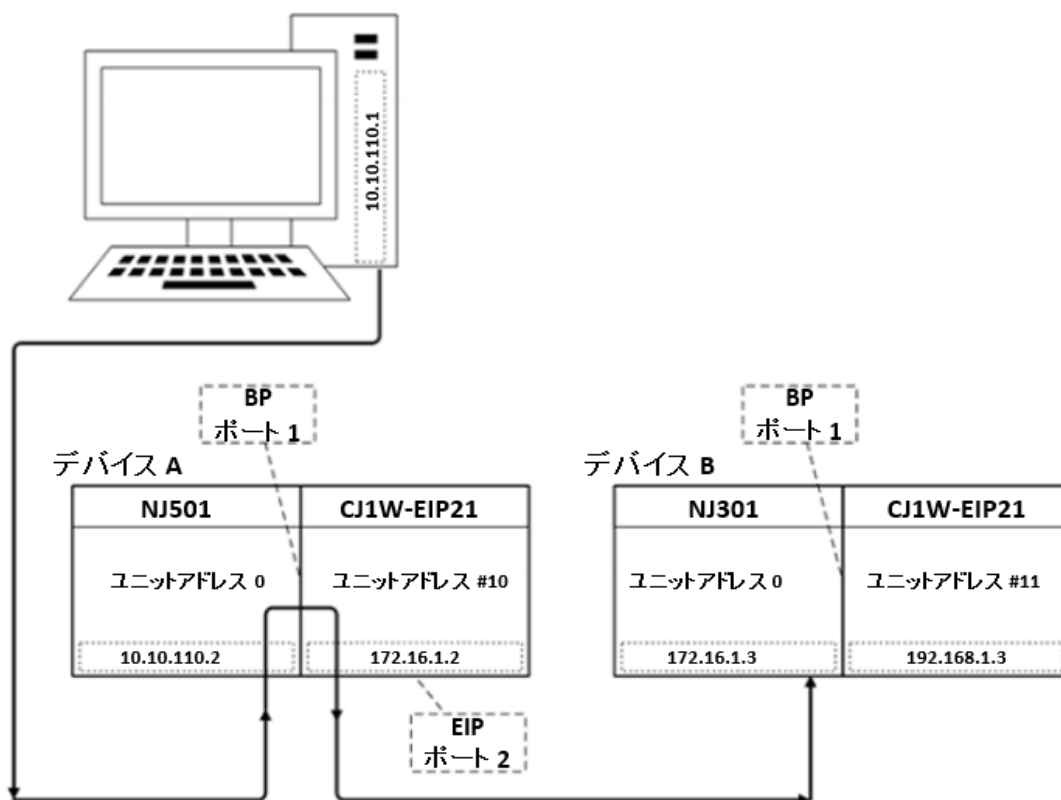 10.10.110.1
BP
ポート 1
BP
ポート 1
デバイス A
デバイス B
NJ501
CJ1W-EIP21
NJ301
CJ1W-EIP21
ユニットアドレス 0
ユニットアドレス #10
ユニットアドレス 0
ユニットアドレス #11
10.10.110.2
172.16.1.2
172.16.1.3
192.168.1.3
EIP
ポート 2